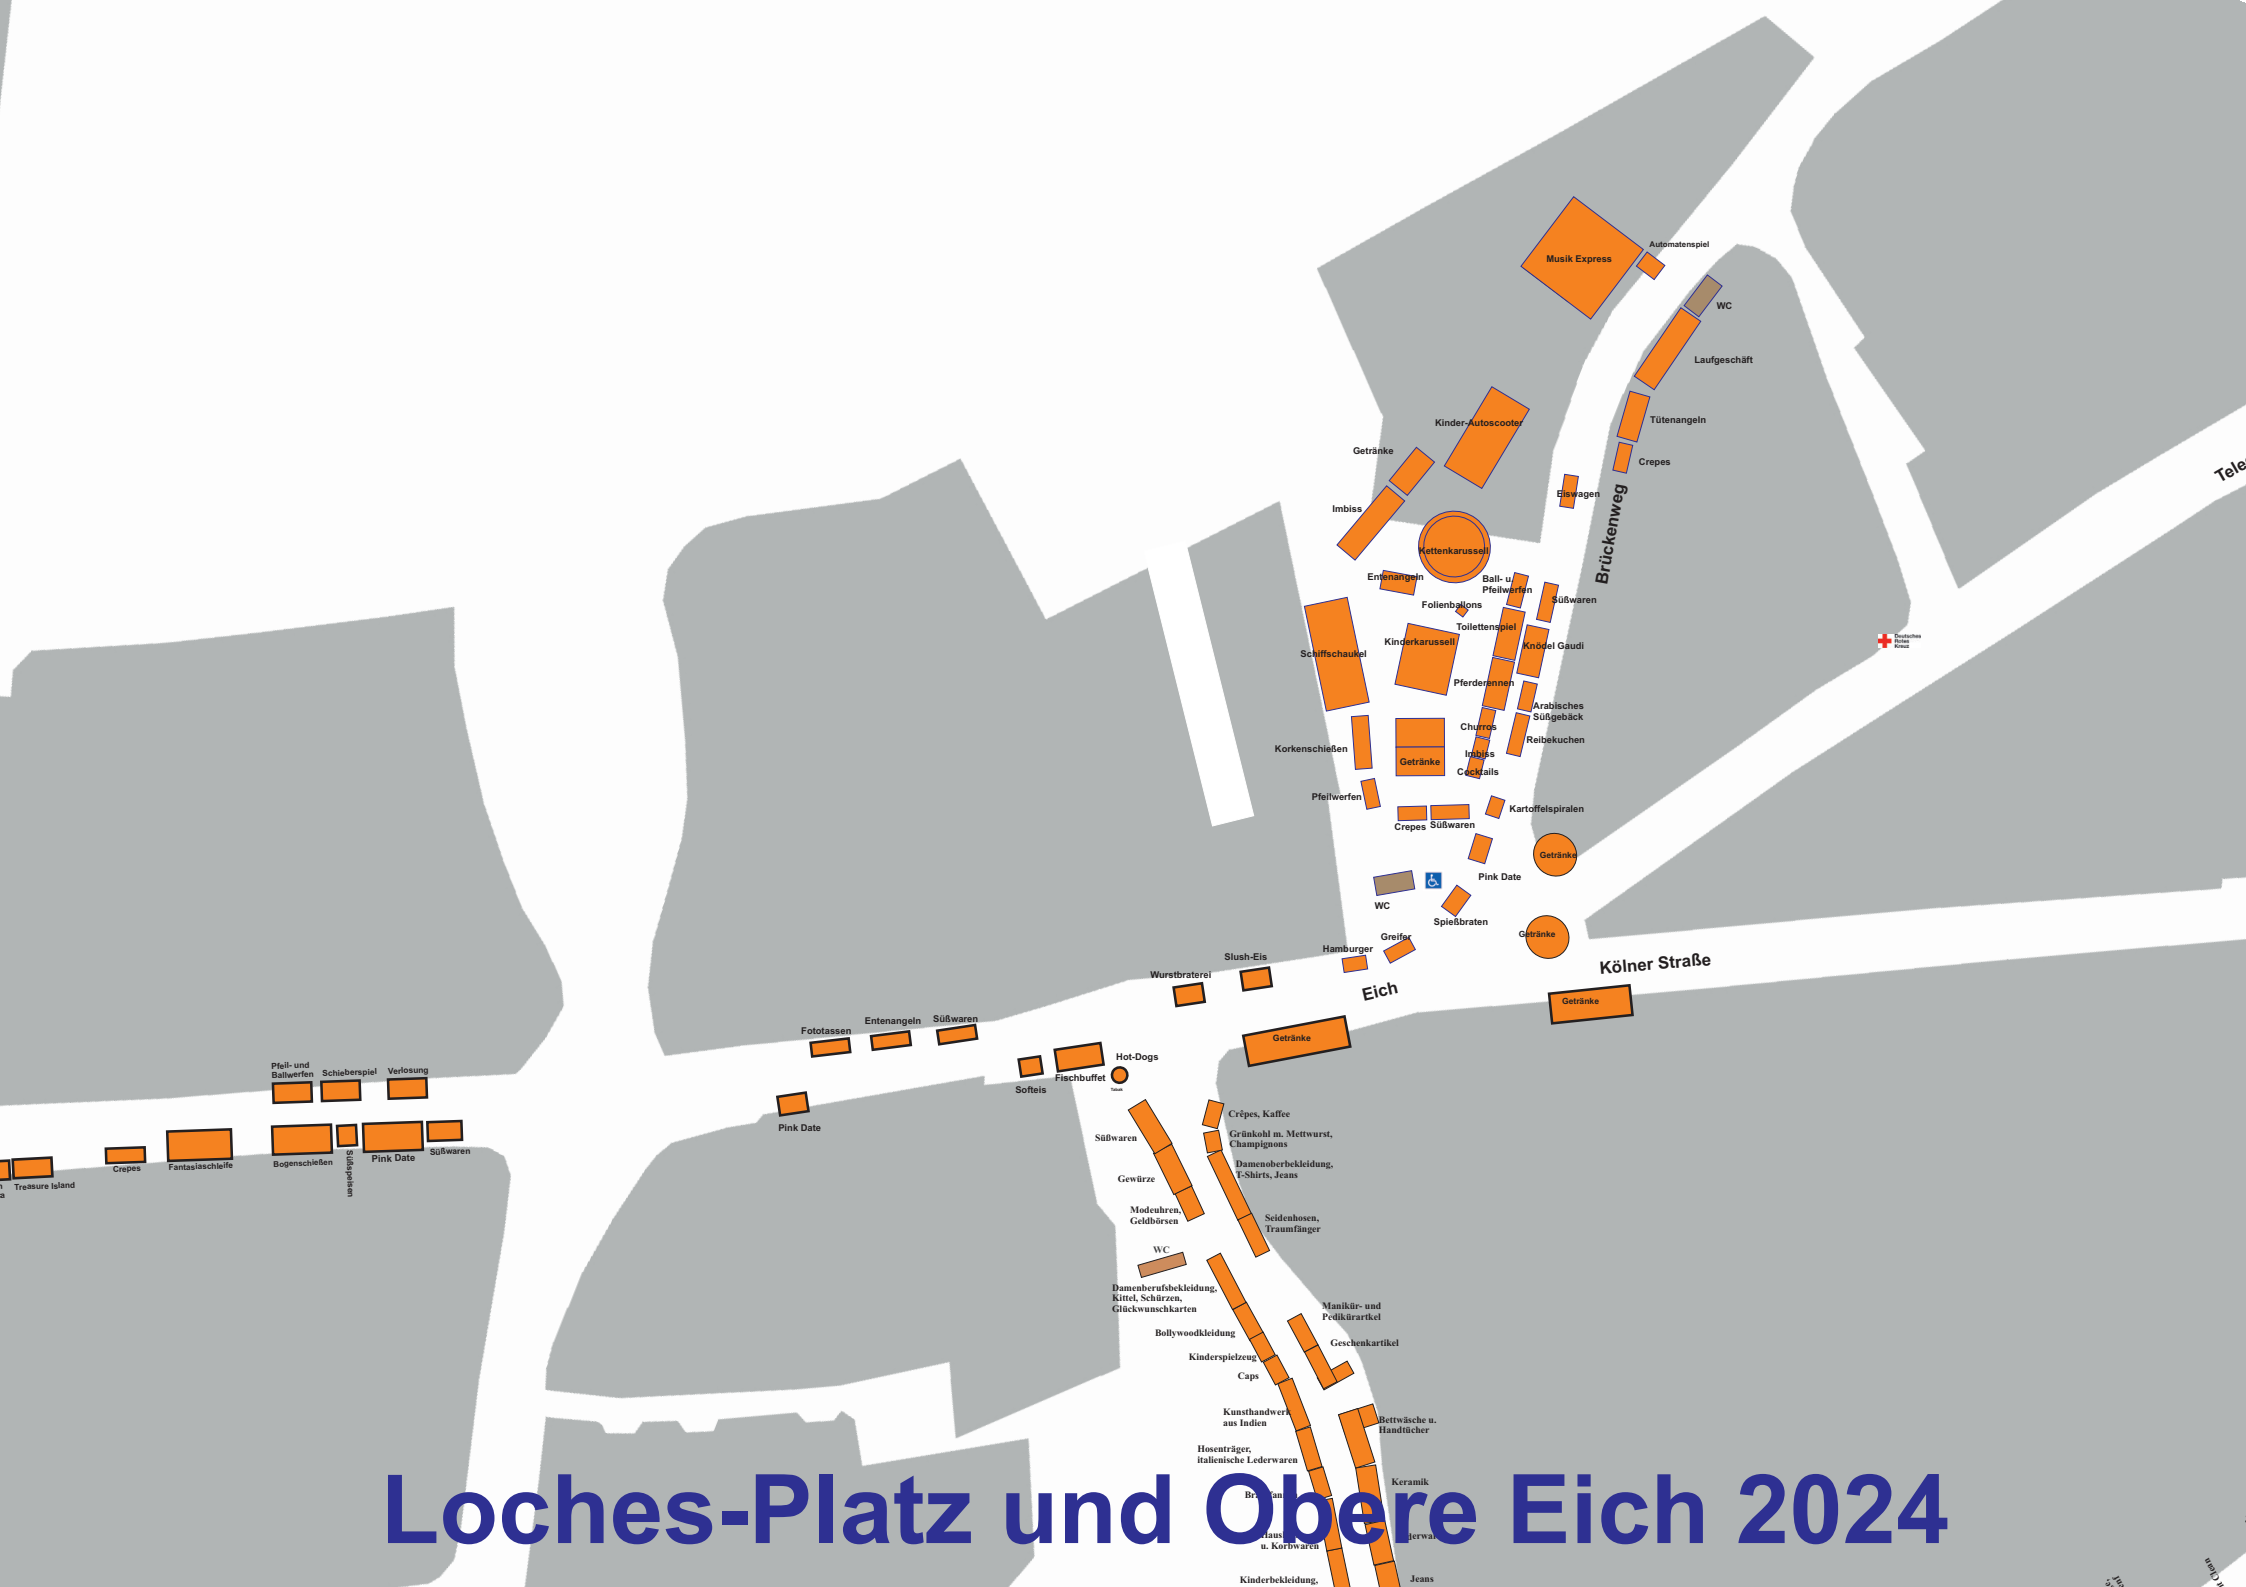 Musik Express
Automatenspiel
WC
Laufgeschäft
Tütenangeln
Crepes
Kinder-Autoscooter
Getränke
Imbiss
Eiswagen
Brückenweg
Kettenkarussell
Entenangeln
Ball- u.
Pfeilwerfen
Süßwaren
Folienballons
Toilettenspiel
Kinderkarussell
Knödel Gaudi
Schiffschaukel
Pferderennen
Arabisches
Süßgebäck
Churros
Reibekuchen
Korkenschießen
Imbiss
Getränke
Cocktails
Pfeilwerfen
Kartoffelspiralen
Crepes
Süßwaren
Getränke
Pink Date
WC
Spießbraten
Getränke
Greifer
Hamburger
Slush-Eis
Wurstbraterei
Kölner Straße
Eich
Getränke
Getränke
Deutsches
Rotes
Kreuz
Fototassen
Entenangeln
Süßwaren
Softeis
Fischbuffet
Hot-Dogs
Pink Date
Pfeil- und
Ballwerfen
Schieberspiel
Verlosung
Treasure Island
Crepes
Fantasiaschleife
Bogenschießen
Süßspeisen
Pink Date
Süßwaren
Süßwaren
Gewürze
Modeuhren,
Geldbörsen
WC
Crêpes, Kaffee
Grünkohl m. Mettwurst,
Champignons
Damenoberbekleidung,
T-Shirts, Jeans
Seidenhosen,
Traumfänger
Damenberufsbekleidung,
Kittel, Schürzen,
Glückwunschkarten
Bollywoodkleidung
Kinderspielzeug
Caps
Manikür- und
Pedikürartkel
Geschenkartikel
Kunsthandwerk
aus Indien
Bettwäsche u.
Handtücher
Hosenträger,
italienische Lederwaren
Keramik
u. Korbwaren
Kinderbekleidung,
Jeans
Loches-Platz und Obere Eich 2024